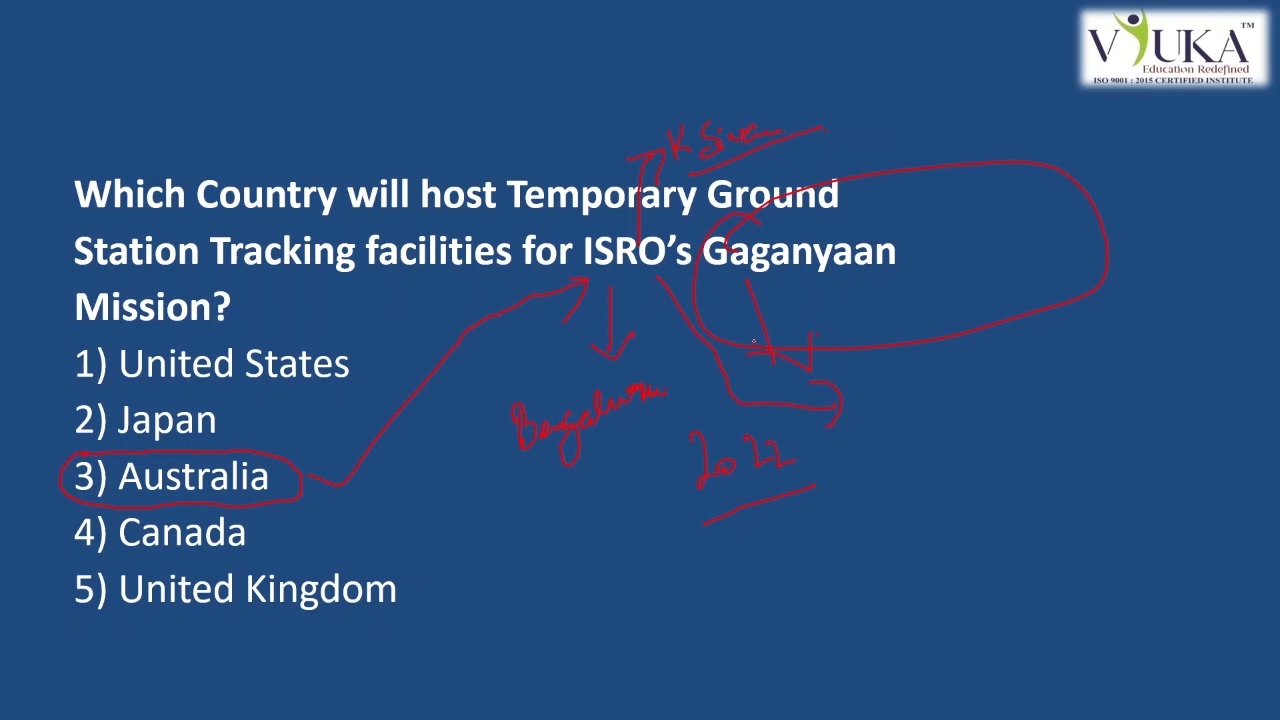 VYUKA™
Education Redefined
ISO 9001 : 2015 CERTIFIED INSTITUTE
K Sivan
Which Country will host Temporary Ground
Station Tracking facilities for ISRO’s Gaganyaan
Mission?
1) United States
2) Japan
Bengaluru
3) Australia
2022
4) Canada
5) United Kingdom